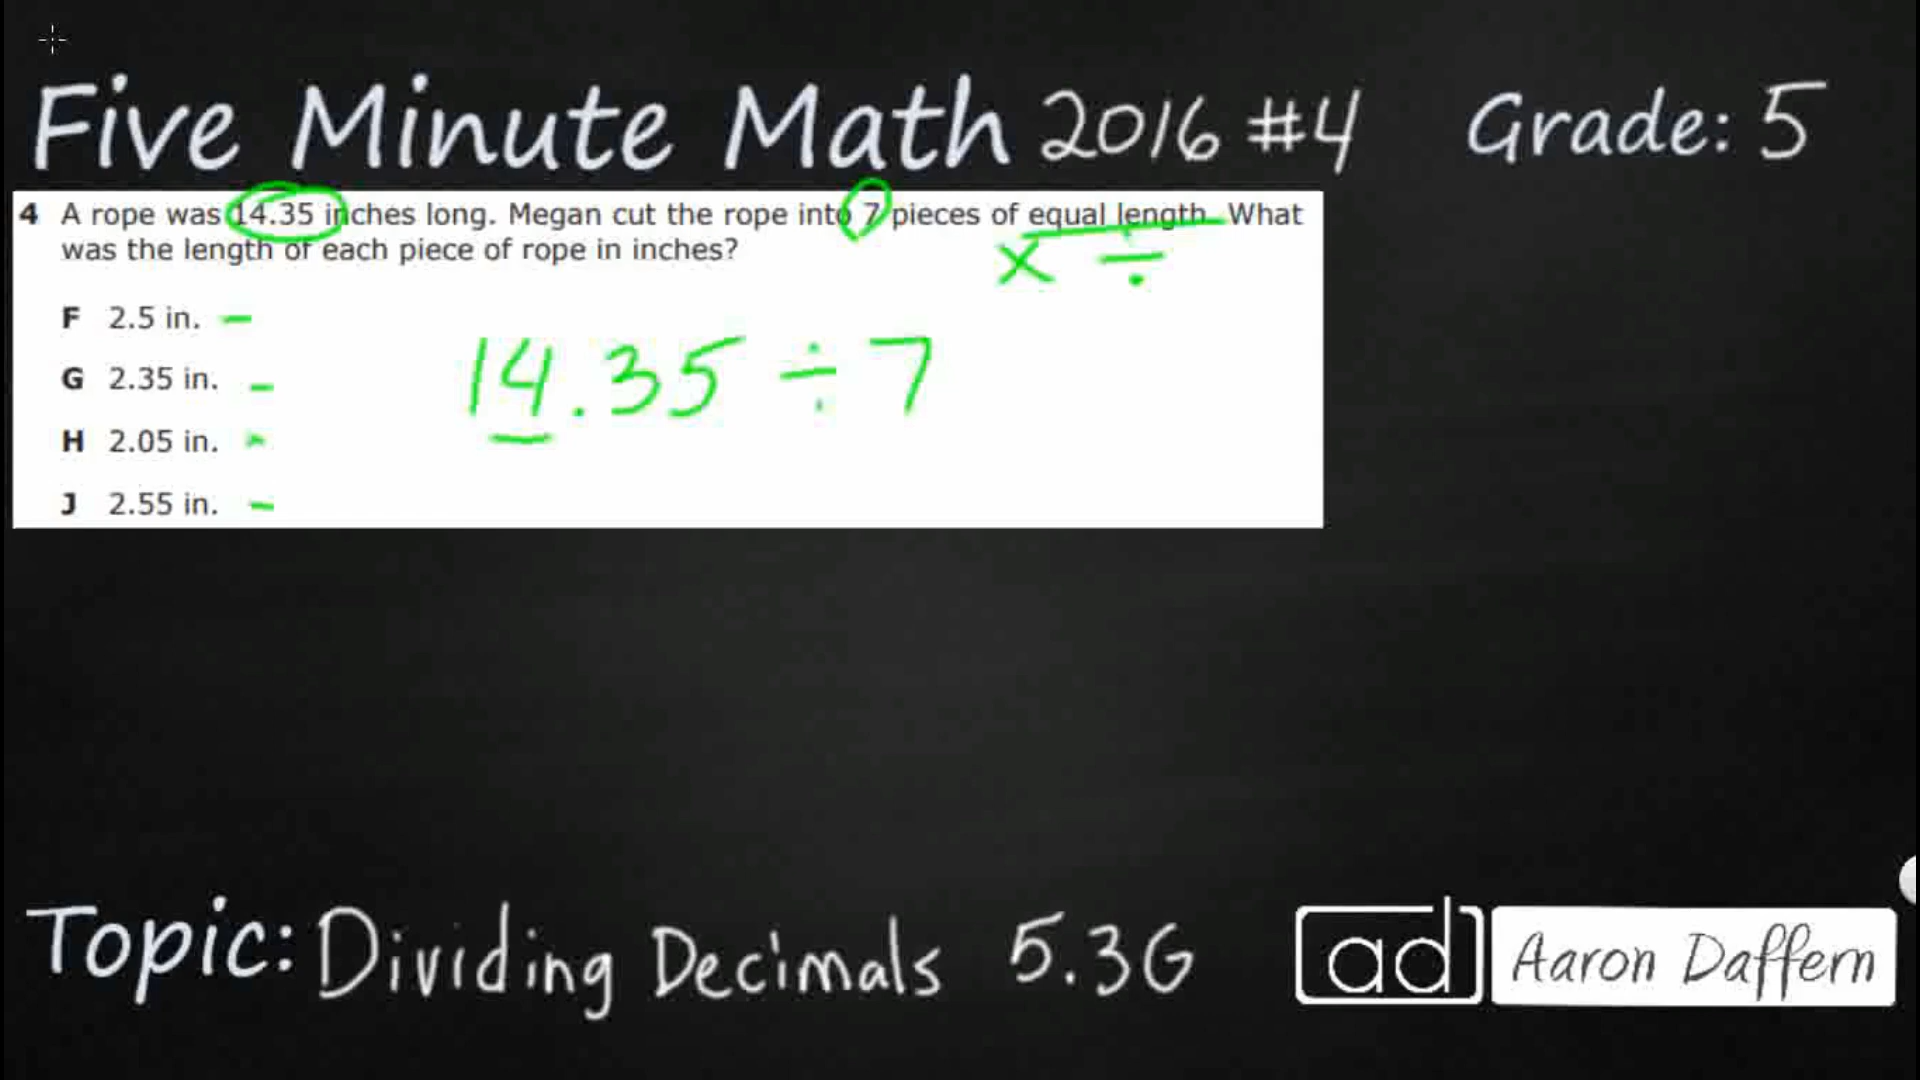 Five Minute Math 2016 #4 Grade: 5
4 A rope was 14.35 inches long. Megan cut the rope into 7 pieces of equal length. What
was the length of each piece of rope in inches?
× ÷
F 2.5 in. –
14.35 ÷ 7
G 2.35 in. –
H 2.05 in.
J 2.55 in. –
Topic: Dividing Decimals 5.3G
ad Aaron Daffern